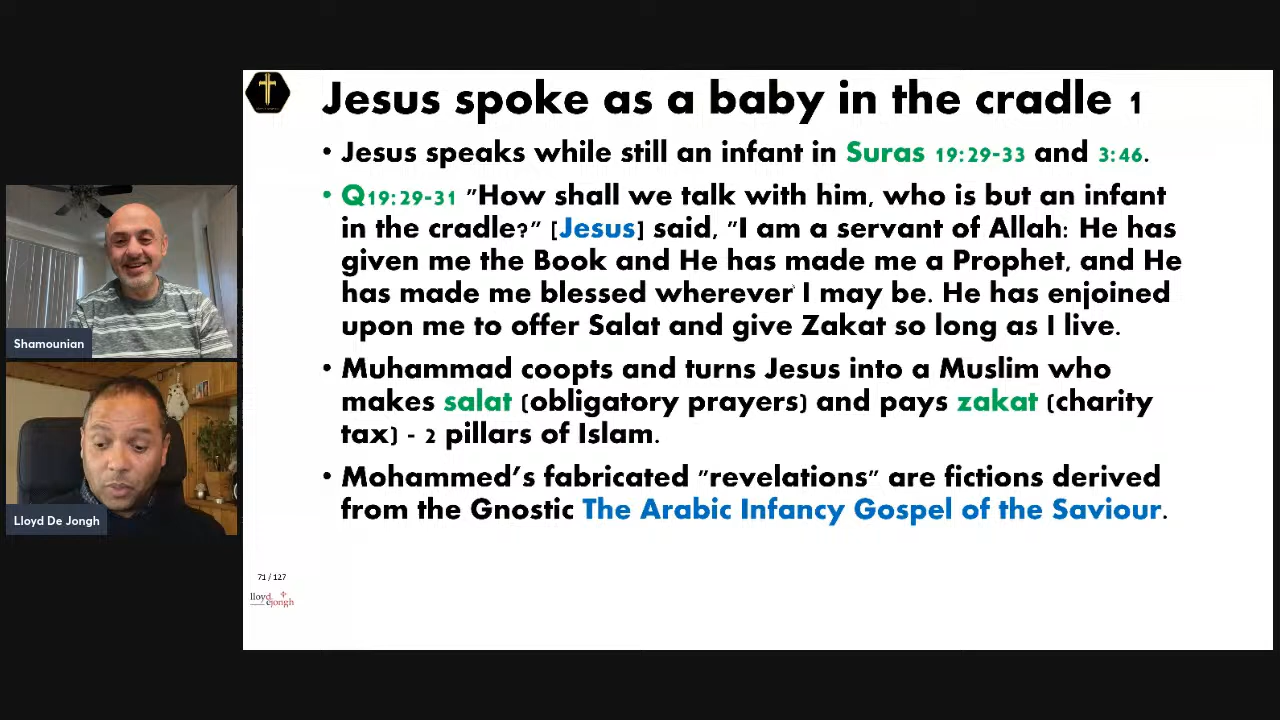 Jesus spoke as a baby in the cradle 1
• Jesus speaks while still an infant in Suras 19:29-33 and 3:46.
• Q19:29-31 "How shall we talk with him, who is but an infant
in the cradle?" [Jesus] said, "I am a servant of Allah: He has
given me the Book and He has made me a Prophet, and He
has made me blessed wherever I may be. He has enjoined
upon me to offer Salat and give Zakat so long as I live.
• Muhammad coopts and turns Jesus into a Muslim who
makes salat (obligatory prayers) and pays zakat (charity
tax) - 2 pillars of Islam.
• Mohammed's fabricated "revelations" are fictions derived
from the Gnostic The Arabic Infancy Gospel of the Saviour.
Shamounian
Lloyd De Jongh
71 / 127
lloyd
dejongh